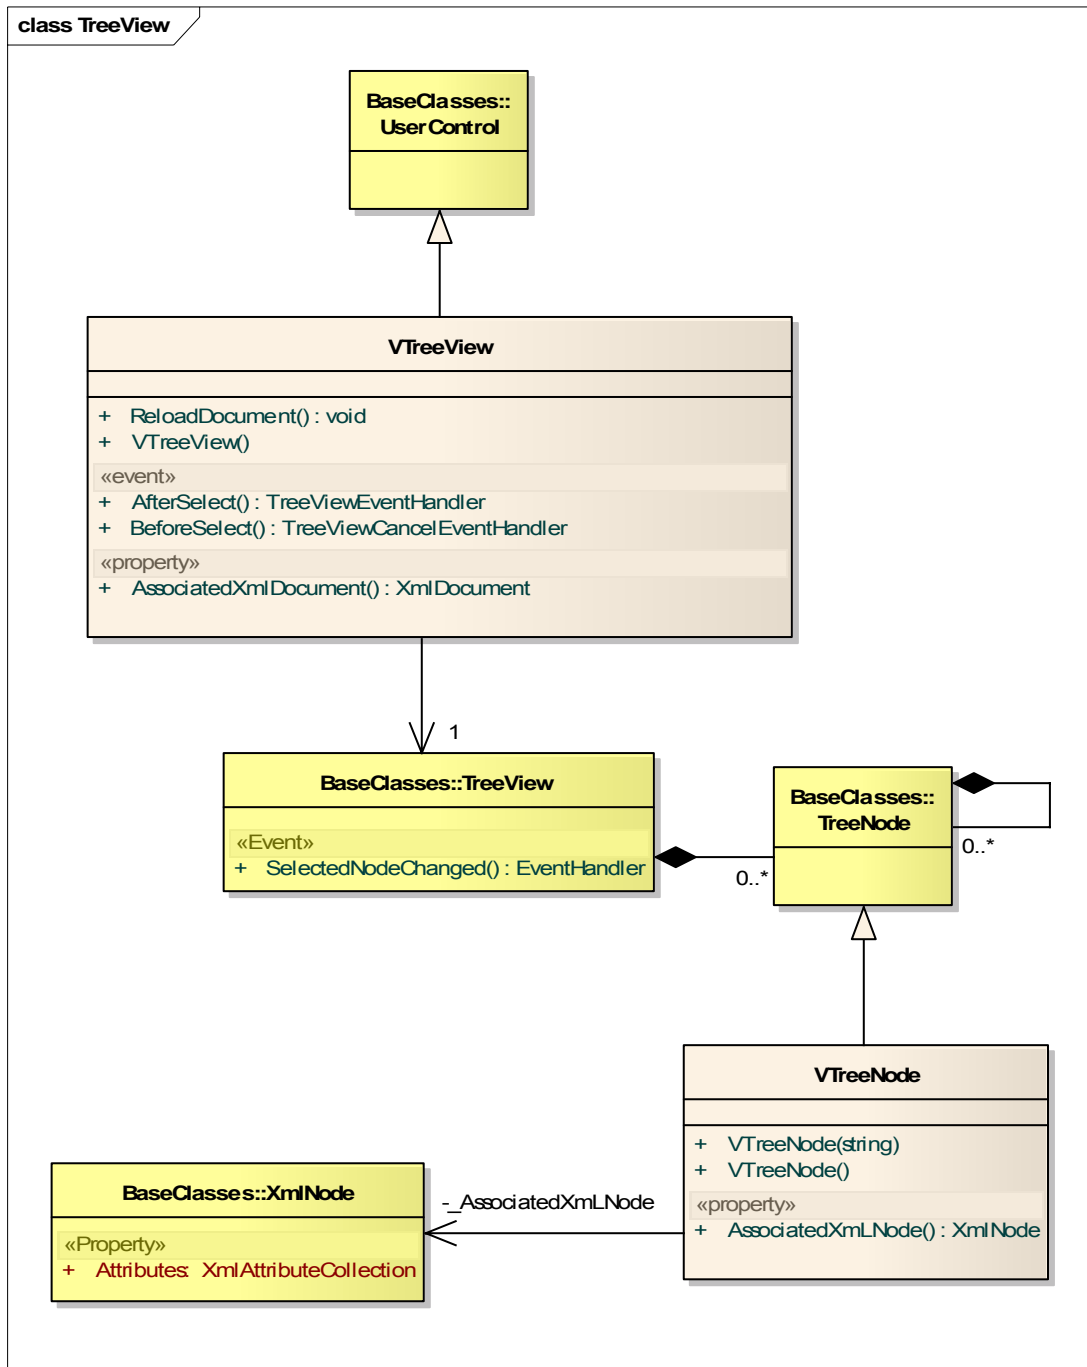 class TreeView
BaseClasses::
UserControl
VTreeView
+ ReloadDocument() : void
+ VTreeView()
«event»
+ AfterSelect() : TreeViewEventHandler
+ BeforeSelect() : TreeViewCancelEventHandler
«property»
+ AssociatedXmlDocument() : XmlDocument
1
BaseClasses::TreeView
«Event»
+ SelectedNodeChanged() : EventHandler
0..*
BaseClasses::
TreeNode
0..*
VTreeNode
+ VTreeNode(string)
+ VTreeNode()
«property»
+ AssociatedXmLNode() : XmlNode
-_AssociatedXmLNode
BaseClasses::XmlNode
«Property»
+ Attributes: XmlAttributeCollection